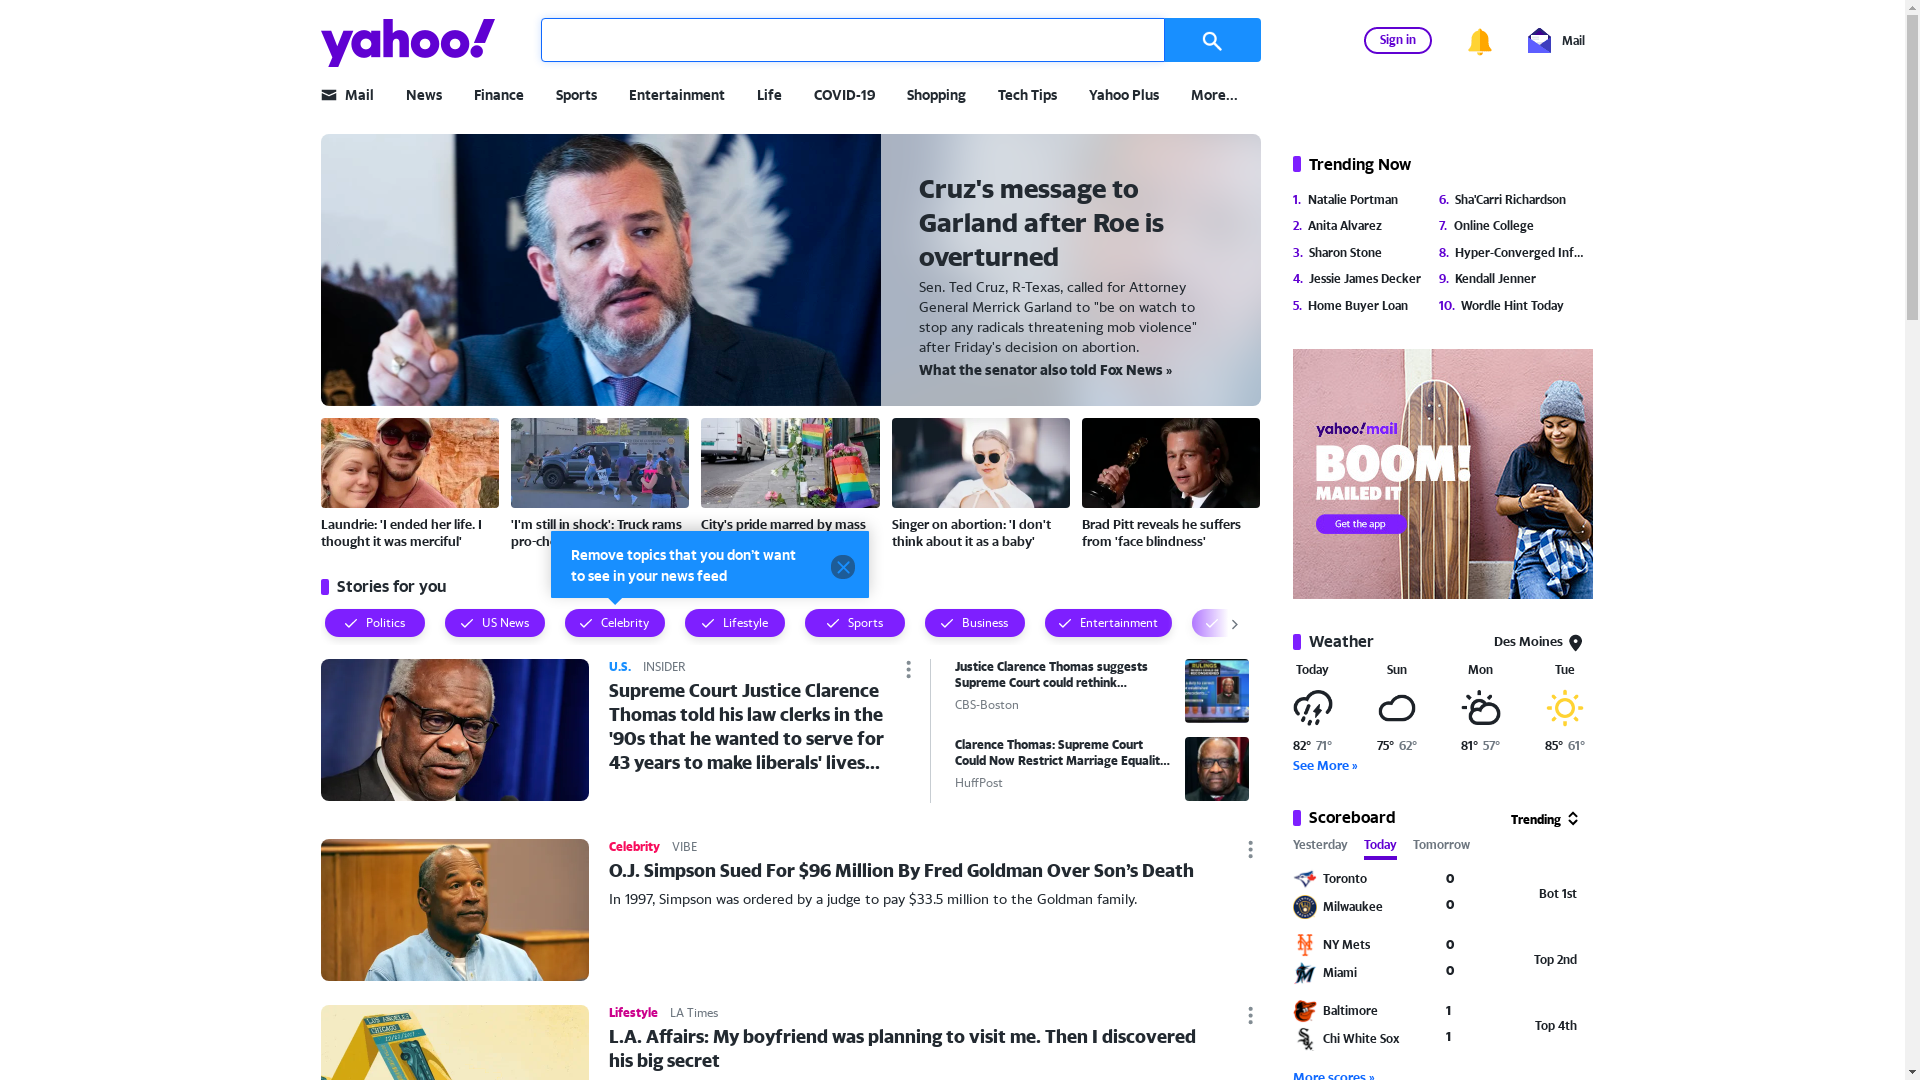 yahoo!
Sign in
Mail
Mail
News
Finance
Sports
Entertainment
Life
COVID-19
Shopping
Tech Tips
Yahoo Plus
More...
Cruz's message to
Garland after Roe is
overturned
Sen. Ted Cruz, R-Texas, called for Attorney
General Merrick Garland to "be on watch to
stop any radicals threatening mob violence"
after Friday's decision on abortion.
What the senator also told Fox News »
Laundrie: 'I ended her life. I
thought it was merciful'
'I'm still in shock': Truck rams
City's pride marred by mass
Singer on abortion: 'I don't
think about it as a baby'
Brad Pitt reveals he suffers
from 'face blindness'
Remove topics that you don't want
to see in your news feed
Stories for you
Politics
US News
Celebrity
Lifestyle
Sports
Business
Entertainment
U.S. INSIDER
Supreme Court Justice Clarence
Thomas told his law clerks in the
'90s that he wanted to serve for
43 years to make liberals' lives...
Justice Clarence Thomas suggests
Supreme Court could rethink...
CBS-Boston
Clarence Thomas: Supreme Court
Could Now Restrict Marriage Equalit...
HuffPost
Celebrity VIBE
O.J. Simpson Sued For $96 Million By Fred Goldman Over Son’s Death
In 1997, Simpson was ordered by a judge to pay $33.5 million to the Goldman family.
Lifestyle LA Times
L.A. Affairs: My boyfriend was planning to visit me. Then I discovered
his big secret
Trending Now
1. Natalie Portman
2. Anita Alvarez
3. Sharon Stone
4. Jessie James Decker
5. Home Buyer Loan
6. Sha'Carri Richardson
7. Online College
8. Hyper-Converged Inf...
9. Kendall Jenner
10. Wordle Hint Today
yahoo!mail
BOOM!
MAILED IT
Get the app
Weather
Des Moines
Today Sun Mon Tue
82° 71° 75° 62° 81° 57° 85° 61°
See More »
Scoreboard
Trending
Yesterday Today Tomorrow
Toronto 0
Milwaukee 0
Bot 1st
NY Mets 0
Miami 0
Top 2nd
Baltimore 1
Chi White Sox 1
Top 4th
More scores »